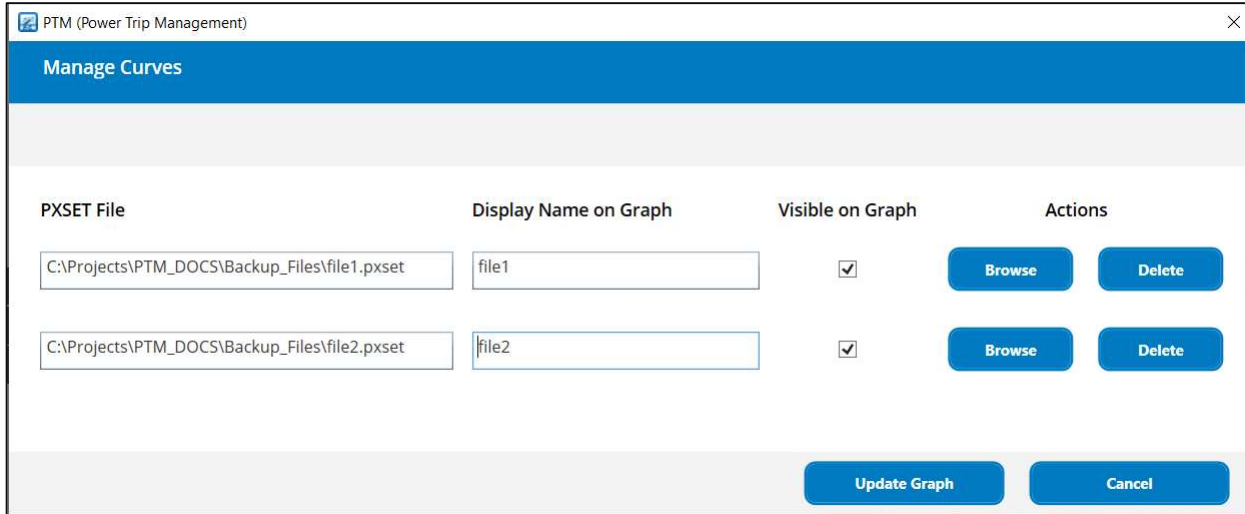 PTM (Power Trip Management)
Manage Curves
PXSET File Display Name on Graph Visible on Graph Actions
C:\Projects\PTM_DOCS\Backup_Files\file1.pxset file1 Browse Delete
C:\Projects\PTM_DOCS\Backup_Files\file2.pxset file2 Browse Delete
Update Graph Cancel